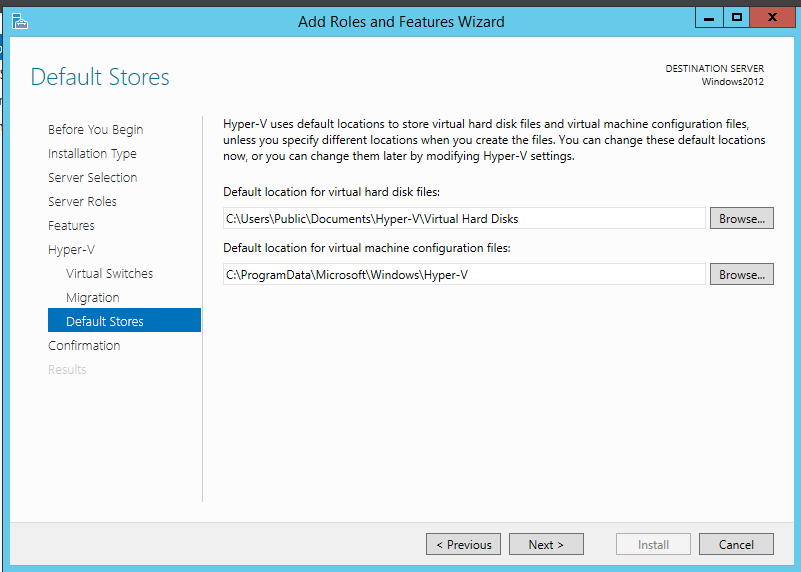 Add Roles and Features Wizard
Default Stores
DESTINATION SERVER
Windows2012
Before You Begin
Installation Type
Server Selection
Server Roles
Features
Hyper-V
Virtual Switches
Migration
Default Stores
Confirmation
Results
Hyper-V uses default locations to store virtual hard disk files and virtual machine configuration files,
unless you specify different locations when you create the files. You can change these default locations
now, or you can change them later by modifying Hyper-V settings.
Default location for virtual hard disk files:
C:\Users\Public\Documents\Hyper-V\Virtual Hard Disks
Browse...
Default location for virtual machine configuration files:
C:\ProgramData\Microsoft\Windows\Hyper-V
Browse...
< Previous
Next >
Install
Cancel